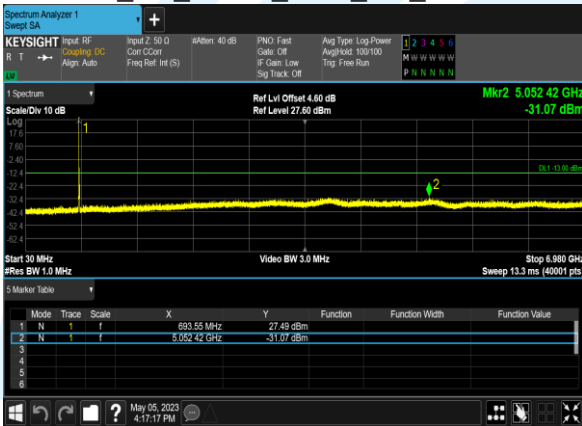 Spectrum Analyzer 1
Swept SA
+
KEYSIGHT Input: RF Input Z: 50 Ω #Atten: 40 dB PNO: Fast Avg Type: Log-Power 1 2 3 4 5 6
R T Coupling: DC Corr CCorr Gate: Off Avg|Hold: 100/100 M W W W W W
Align: Auto Freq Ref: Int (S) IF Gain: Low Trig: Free Run
LXI Sig Track: Off P N N N N N
1 Spectrum Ref Lvl Offset 4.60 dB Mkr2 5.052 42 GHz
Scale/Div 10 dB Ref Level 27.60 dBm -31.07 dBm
Log
17.6 1
7.60
-2.40
-12.4 DL1 -13.00 dBm
-22.4 2
-32.4
-42.4
-52.4
-62.4
Start 30 MHz Video BW 3.0 MHz Stop 6.980 GHz
#Res BW 1.0 MHz Sweep 13.3 ms (40001 pts
5 Marker Table
Mode Trace Scale X Y Function Function Width Function Value
1 N 1 f 693.55 MHz 27.49 dBm
2 N 1 f 5.052 42 GHz -31.07 dBm
3
4
5
6
? May 05, 2023
4:17:17 PM